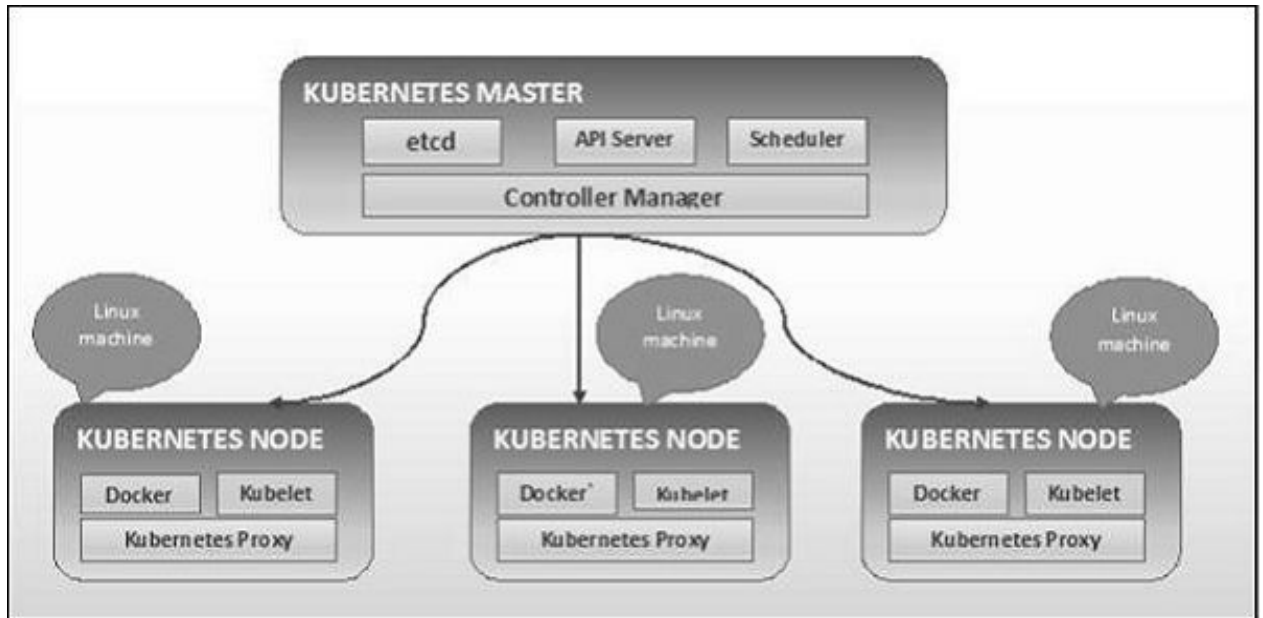 KUBERNETES MASTER
etcd
API Server
Scheduler
Controller Manager
Linux
machine
Linux
machine
Linux
machine
KUBERNETES NODE
Docker
Kubelet
Kubernetes Proxy
KUBERNETES NODE
Docker
Kubelet
Kubernetes Proxy
KUBERNETES NODE
Docker
Kubelet
Kubernetes Proxy